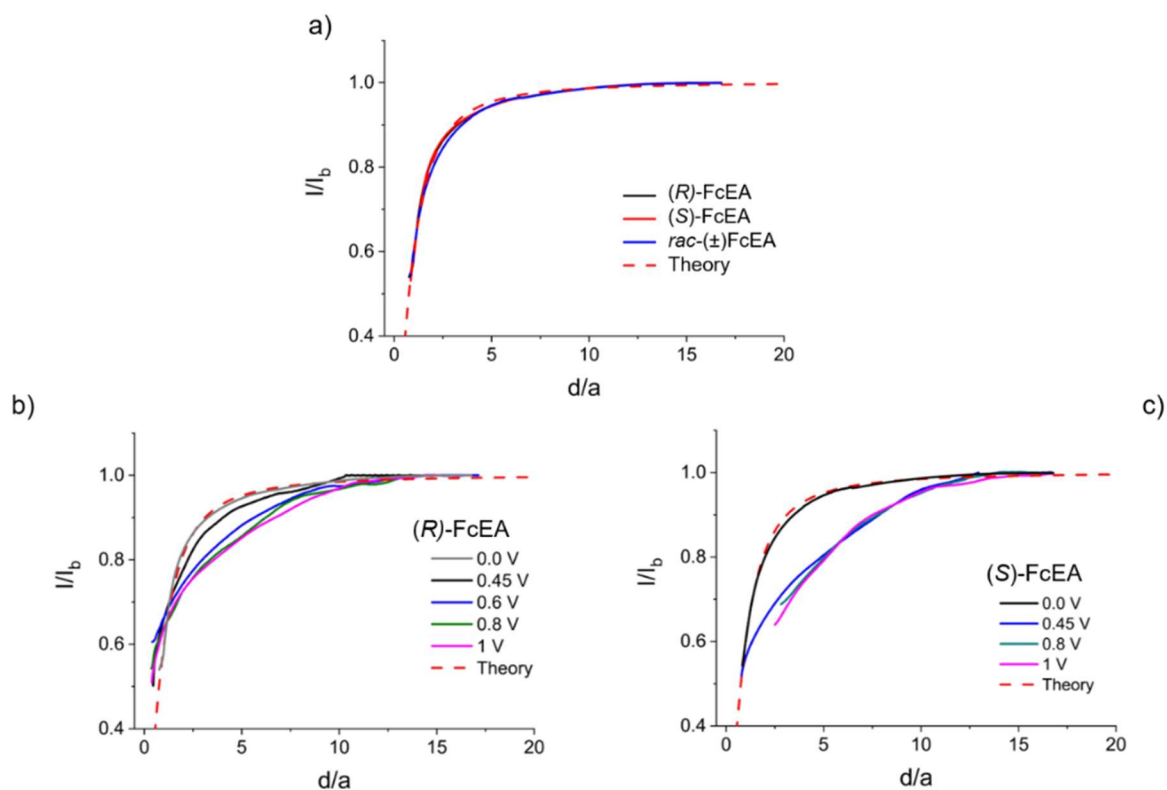 a)
I/I_b
1.0
0.8
0.6
0.4
(R)-FcEA
(S)-FcEA
rac-(±)FcEA
Theory
0 5 10 15 20
d/a
b)
I/I_b
1.0
0.8
0.6
0.4
(R)-FcEA
0.0 V
0.45 V
0.6 V
0.8 V
1 V
Theory
0 5 10 15 20
d/a
c)
I/I_b
1.0
0.8
0.6
0.4
(S)-FcEA
0.0 V
0.45 V
0.8 V
1 V
Theory
0 5 10 15 20
d/a